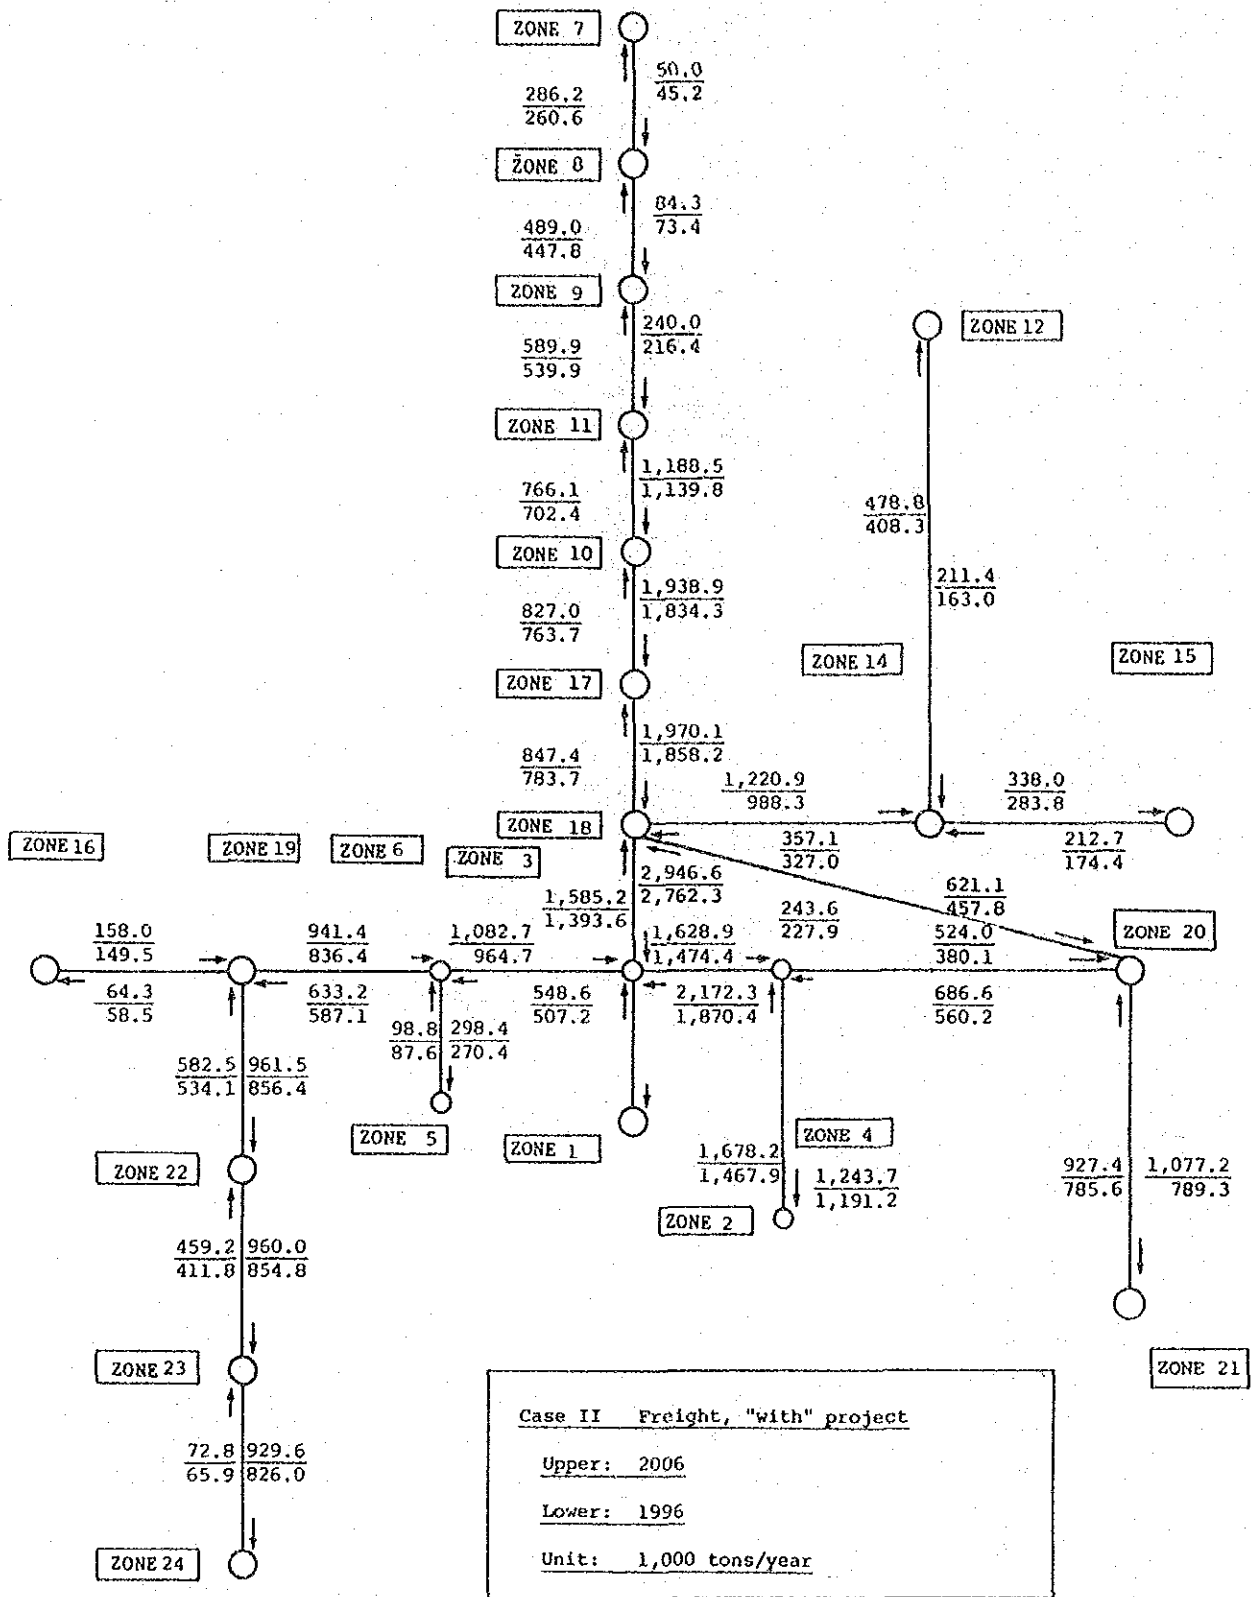 ZONE 7
50.0
45.2
286.2
260.6
ZONE 8
84.3
73.4
489.0
447.8
ZONE 9
240.0
216.4
589.9
539.9
ZONE 12
ZONE 11
1,188.5
1,139.8
766.1
702.4
478.8
408.3
ZONE 10
1,938.9
1,834.3
211.4
163.0
827.0
763.7
ZONE 14
ZONE 15
ZONE 17
1,970.1
1,858.2
847.4
783.7
1,220.9
988.3
338.0
283.8
ZONE 18
357.1
327.0
212.7
174.4
ZONE 16
ZONE 19
ZONE 6
ZONE 3
2,946.6
2,762.3
1,585.2
1,393.6
621.1
457.8
243.6
227.9
ZONE 20
158.0
149.5
941.4
836.4
1,082.7
964.7
1,628.9
1,474.4
524.0
380.1
64.3
58.5
633.2
587.1
548.6
507.2
2,172.3
1,870.4
686.6
560.2
98.8 298.4
87.6 270.4
582.5 961.5
534.1 856.4
ZONE 5
ZONE 1
ZONE 4
1,678.2
1,467.9
1,243.7
1,191.2
927.4 1,077.2
785.6 789.3
ZONE 22
ZONE 2
459.2 960.0
411.8 854.8
ZONE 23
ZONE 21
72.8 929.6
65.9 826.0
ZONE 24
Case II Freight, "with" project
Upper: 2006
Lower: 1996
Unit: 1,000 tons/year